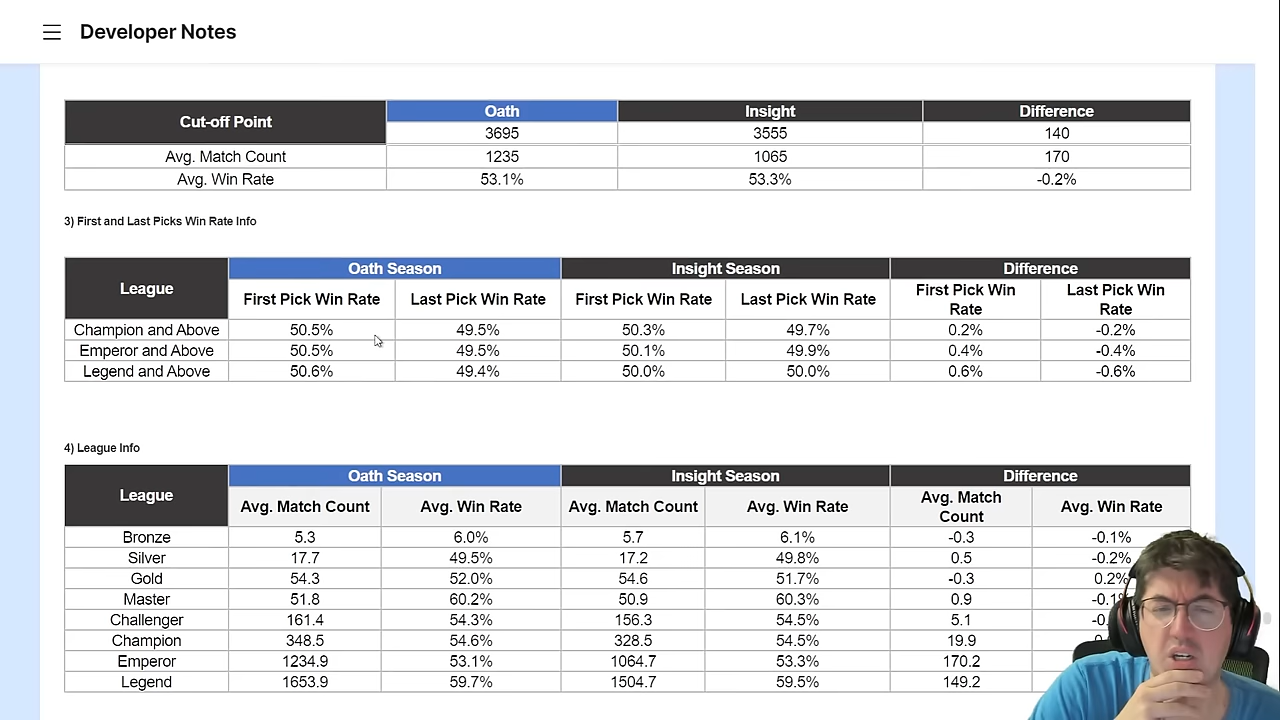 Developer Notes
Cut-off Point Oath Insight Difference
3695 3555 140
Avg. Match Count 1235 1065 170
Avg. Win Rate 53.1% 53.3% -0.2%
3) First and Last Picks Win Rate Info
League Oath Season Insight Season Difference
First Pick Win Rate Last Pick Win Rate First Pick Win Rate Last Pick Win Rate First Pick Win Rate Last Pick Win Rate
Champion and Above 50.5% 49.5% 50.3% 49.7% 0.2% -0.2%
Emperor and Above 50.5% 49.5% 50.1% 49.9% 0.4% -0.4%
Legend and Above 50.6% 49.4% 50.0% 50.0% 0.6% -0.6%
4) League Info
League Oath Season Insight Season Difference
Avg. Match Count Avg. Win Rate Avg. Match Count Avg. Win Rate Avg. Match Count Avg. Win Rate
Bronze 5.3 6.0% 5.7 6.1% -0.3 -0.1%
Silver 17.7 49.5% 17.2 49.8% 0.5 -0.2%
Gold 54.3 52.0% 54.6 51.7% -0.3 0.2%
Master 51.8 60.2% 50.9 60.3% 0.9 -0.1%
Challenger 161.4 54.3% 156.3 54.5% 5.1
Champion 348.5 54.6% 328.5 54.5% 19.9
Emperor 1234.9 53.1% 1064.7 53.3% 170.2
Legend 1653.9 59.7% 1504.7 59.5% 149.2